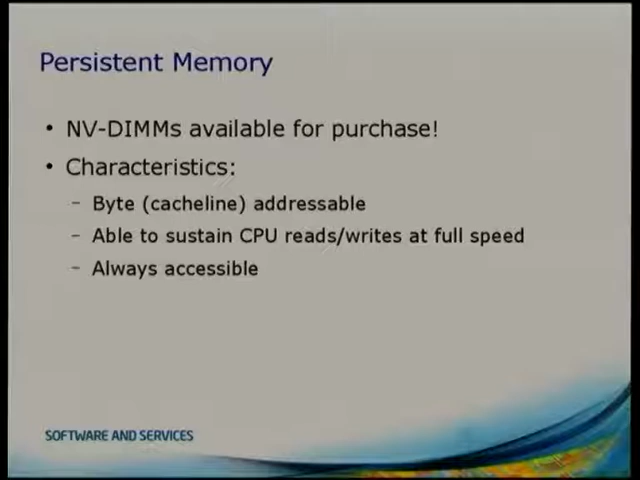 Persistent Memory
• NV-DIMMs available for purchase!
• Characteristics:
– Byte (cacheline) addressable
– Able to sustain CPU reads/writes at full speed
– Always accessible
SOFTWARE AND SERVICES